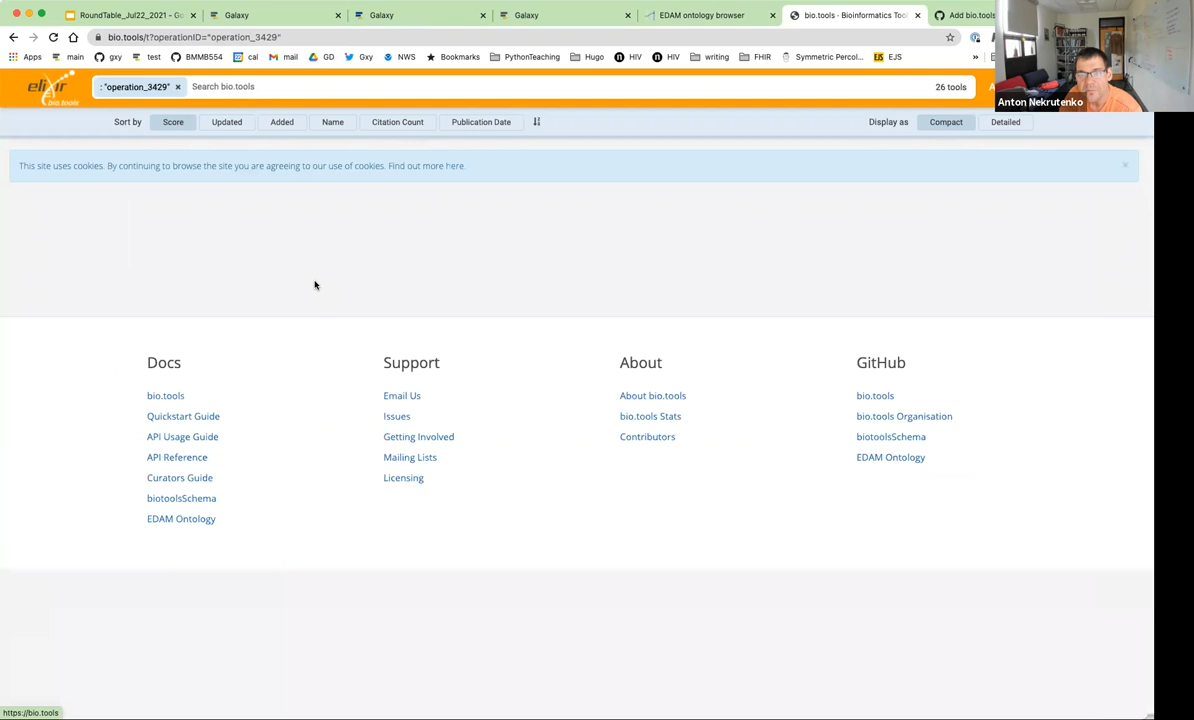 RoundTable_Jul22_2021 - Go
Galaxy
Galaxy
Galaxy
EDAM ontology browser
bio.tools · Bioinformatics Tool
Add bio.tools
bio.tools/t?operationID="operation_3429"
Apps
main
test
gxy
BMMB554
cal
mail
GD
Gxy
NWS
Bookmarks
PythonTeaching
Hugo
HIV
HIV
writing
FHIR
Symmetric Percol...
EJS
»
elixir
bio.tools
: "operation_3429" ×
Search bio.tools
26 tools
Anton Nekrutenko
Sort by
Score
Updated
Added
Name
Citation Count
Publication Date
Display as
Compact
Detailed
This site uses cookies. By continuing to browse the site you are agreeing to our use of cookies. Find out more here.
×
Docs
bio.tools
Quickstart Guide
API Usage Guide
API Reference
Curators Guide
biotoolsSchema
EDAM Ontology
Support
Email Us
Issues
Getting Involved
Mailing Lists
Licensing
About
About bio.tools
bio.tools Stats
Contributors
GitHub
bio.tools
bio.tools Organisation
biotoolsSchema
EDAM Ontology
https://bio.tools